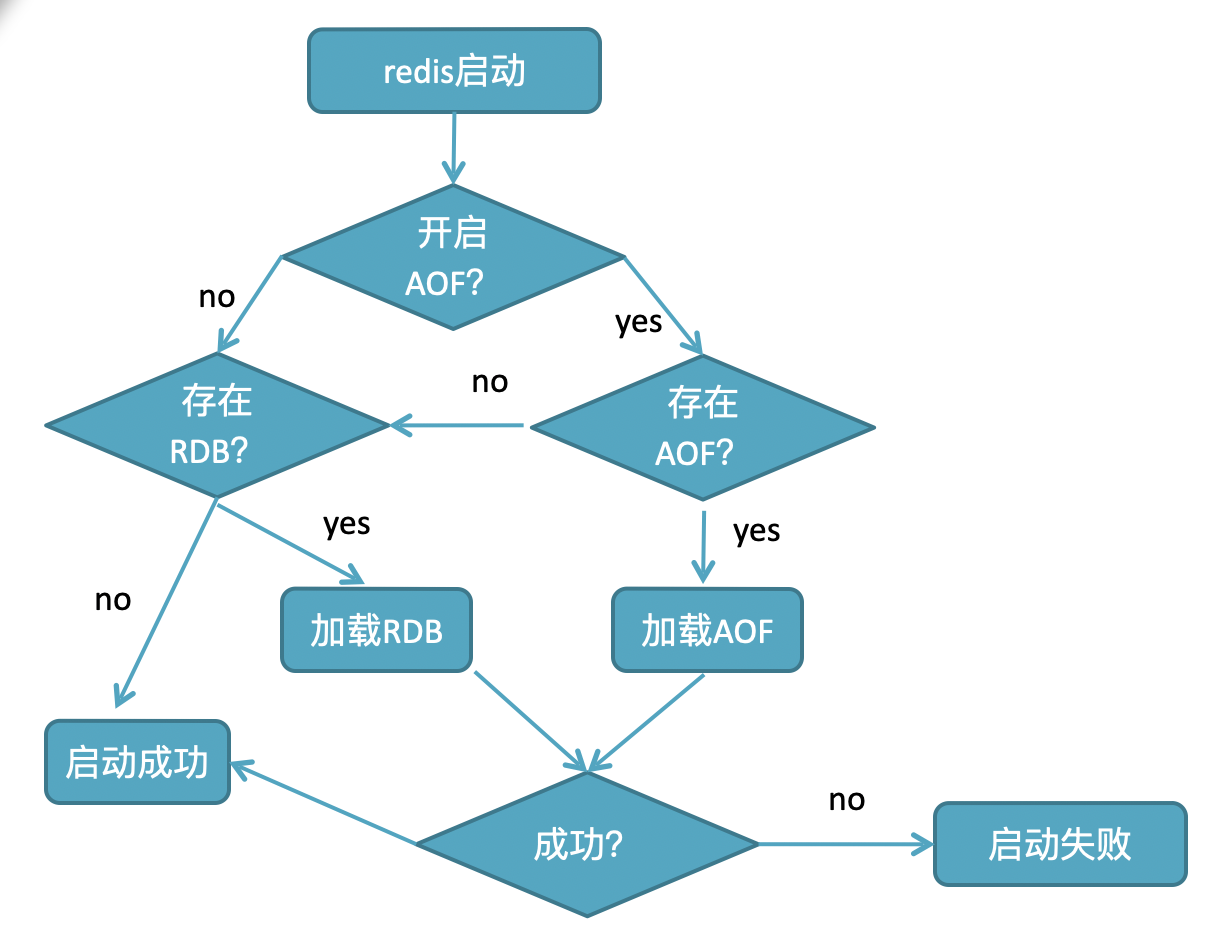 redis启动
开启
AOF?
no
yes
存在
RDB?
no
存在
AOF?
yes
yes
no
加载RDB
加载AOF
启动成功
成功?
no
启动失败